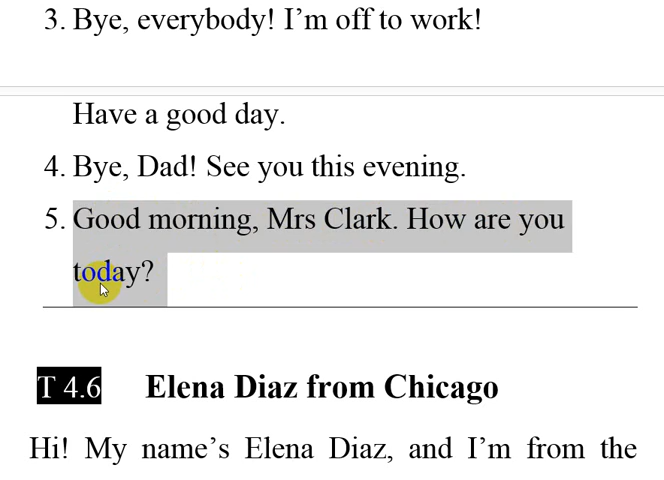 3. Bye, everybody! I’m off to work!
Have a good day.
4. Bye, Dad! See you this evening.
5. Good morning, Mrs Clark. How are you
today?
T 4.6 Elena Diaz from Chicago
Hi! My name’s Elena Diaz, and I’m from the